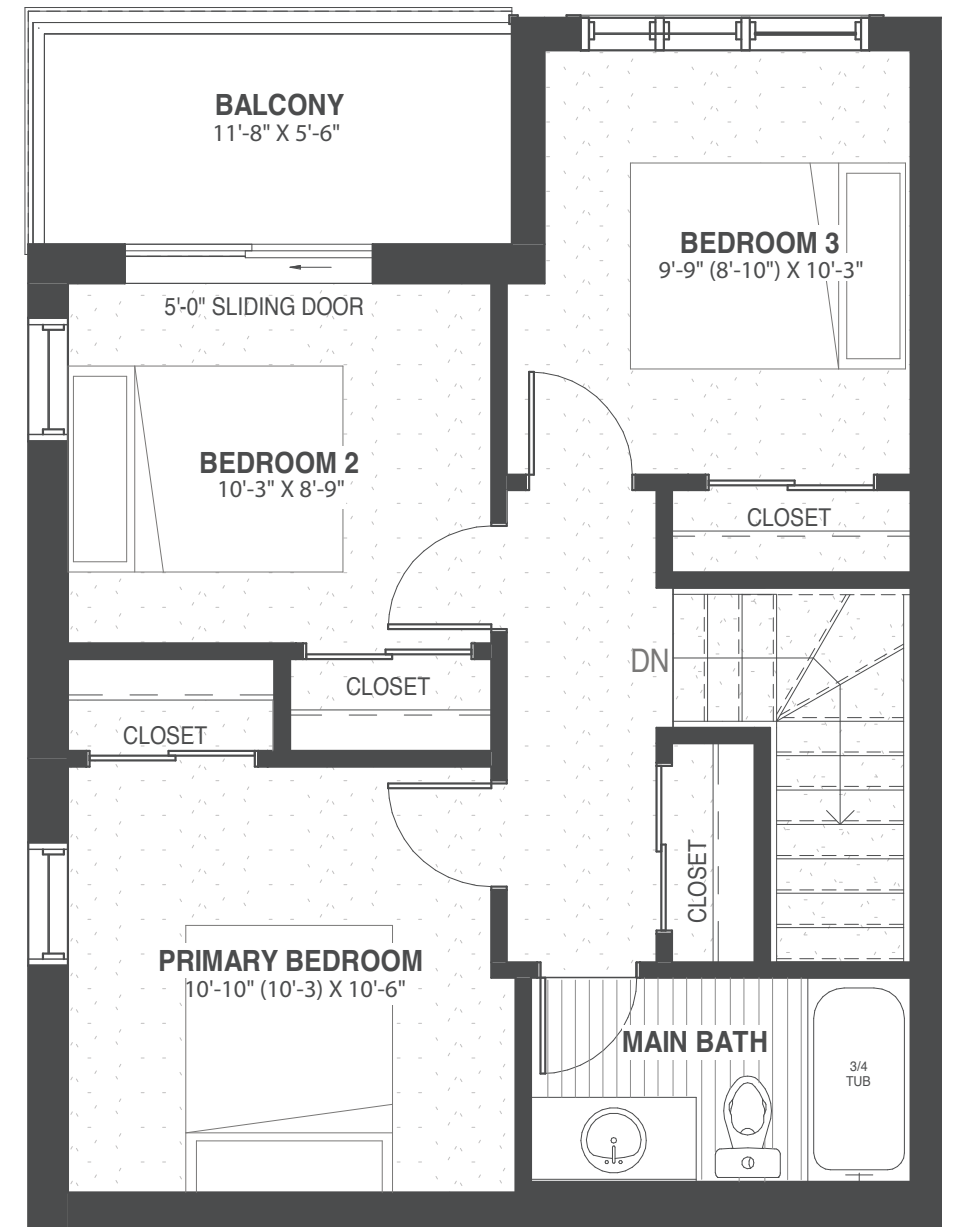 BALCONY
11'-8" X 5'-6"
BEDROOM 3
9'-9" (8'-10") X 10'-3"
5'-0" SLIDING DOOR
BEDROOM 2
10'-3" X 8'-9"
CLOSET
DN
CLOSET
CLOSET
CLOSET
PRIMARY BEDROOM
10'-10" (10'-3) X 10'-6"
MAIN BATH
3/4
TUB